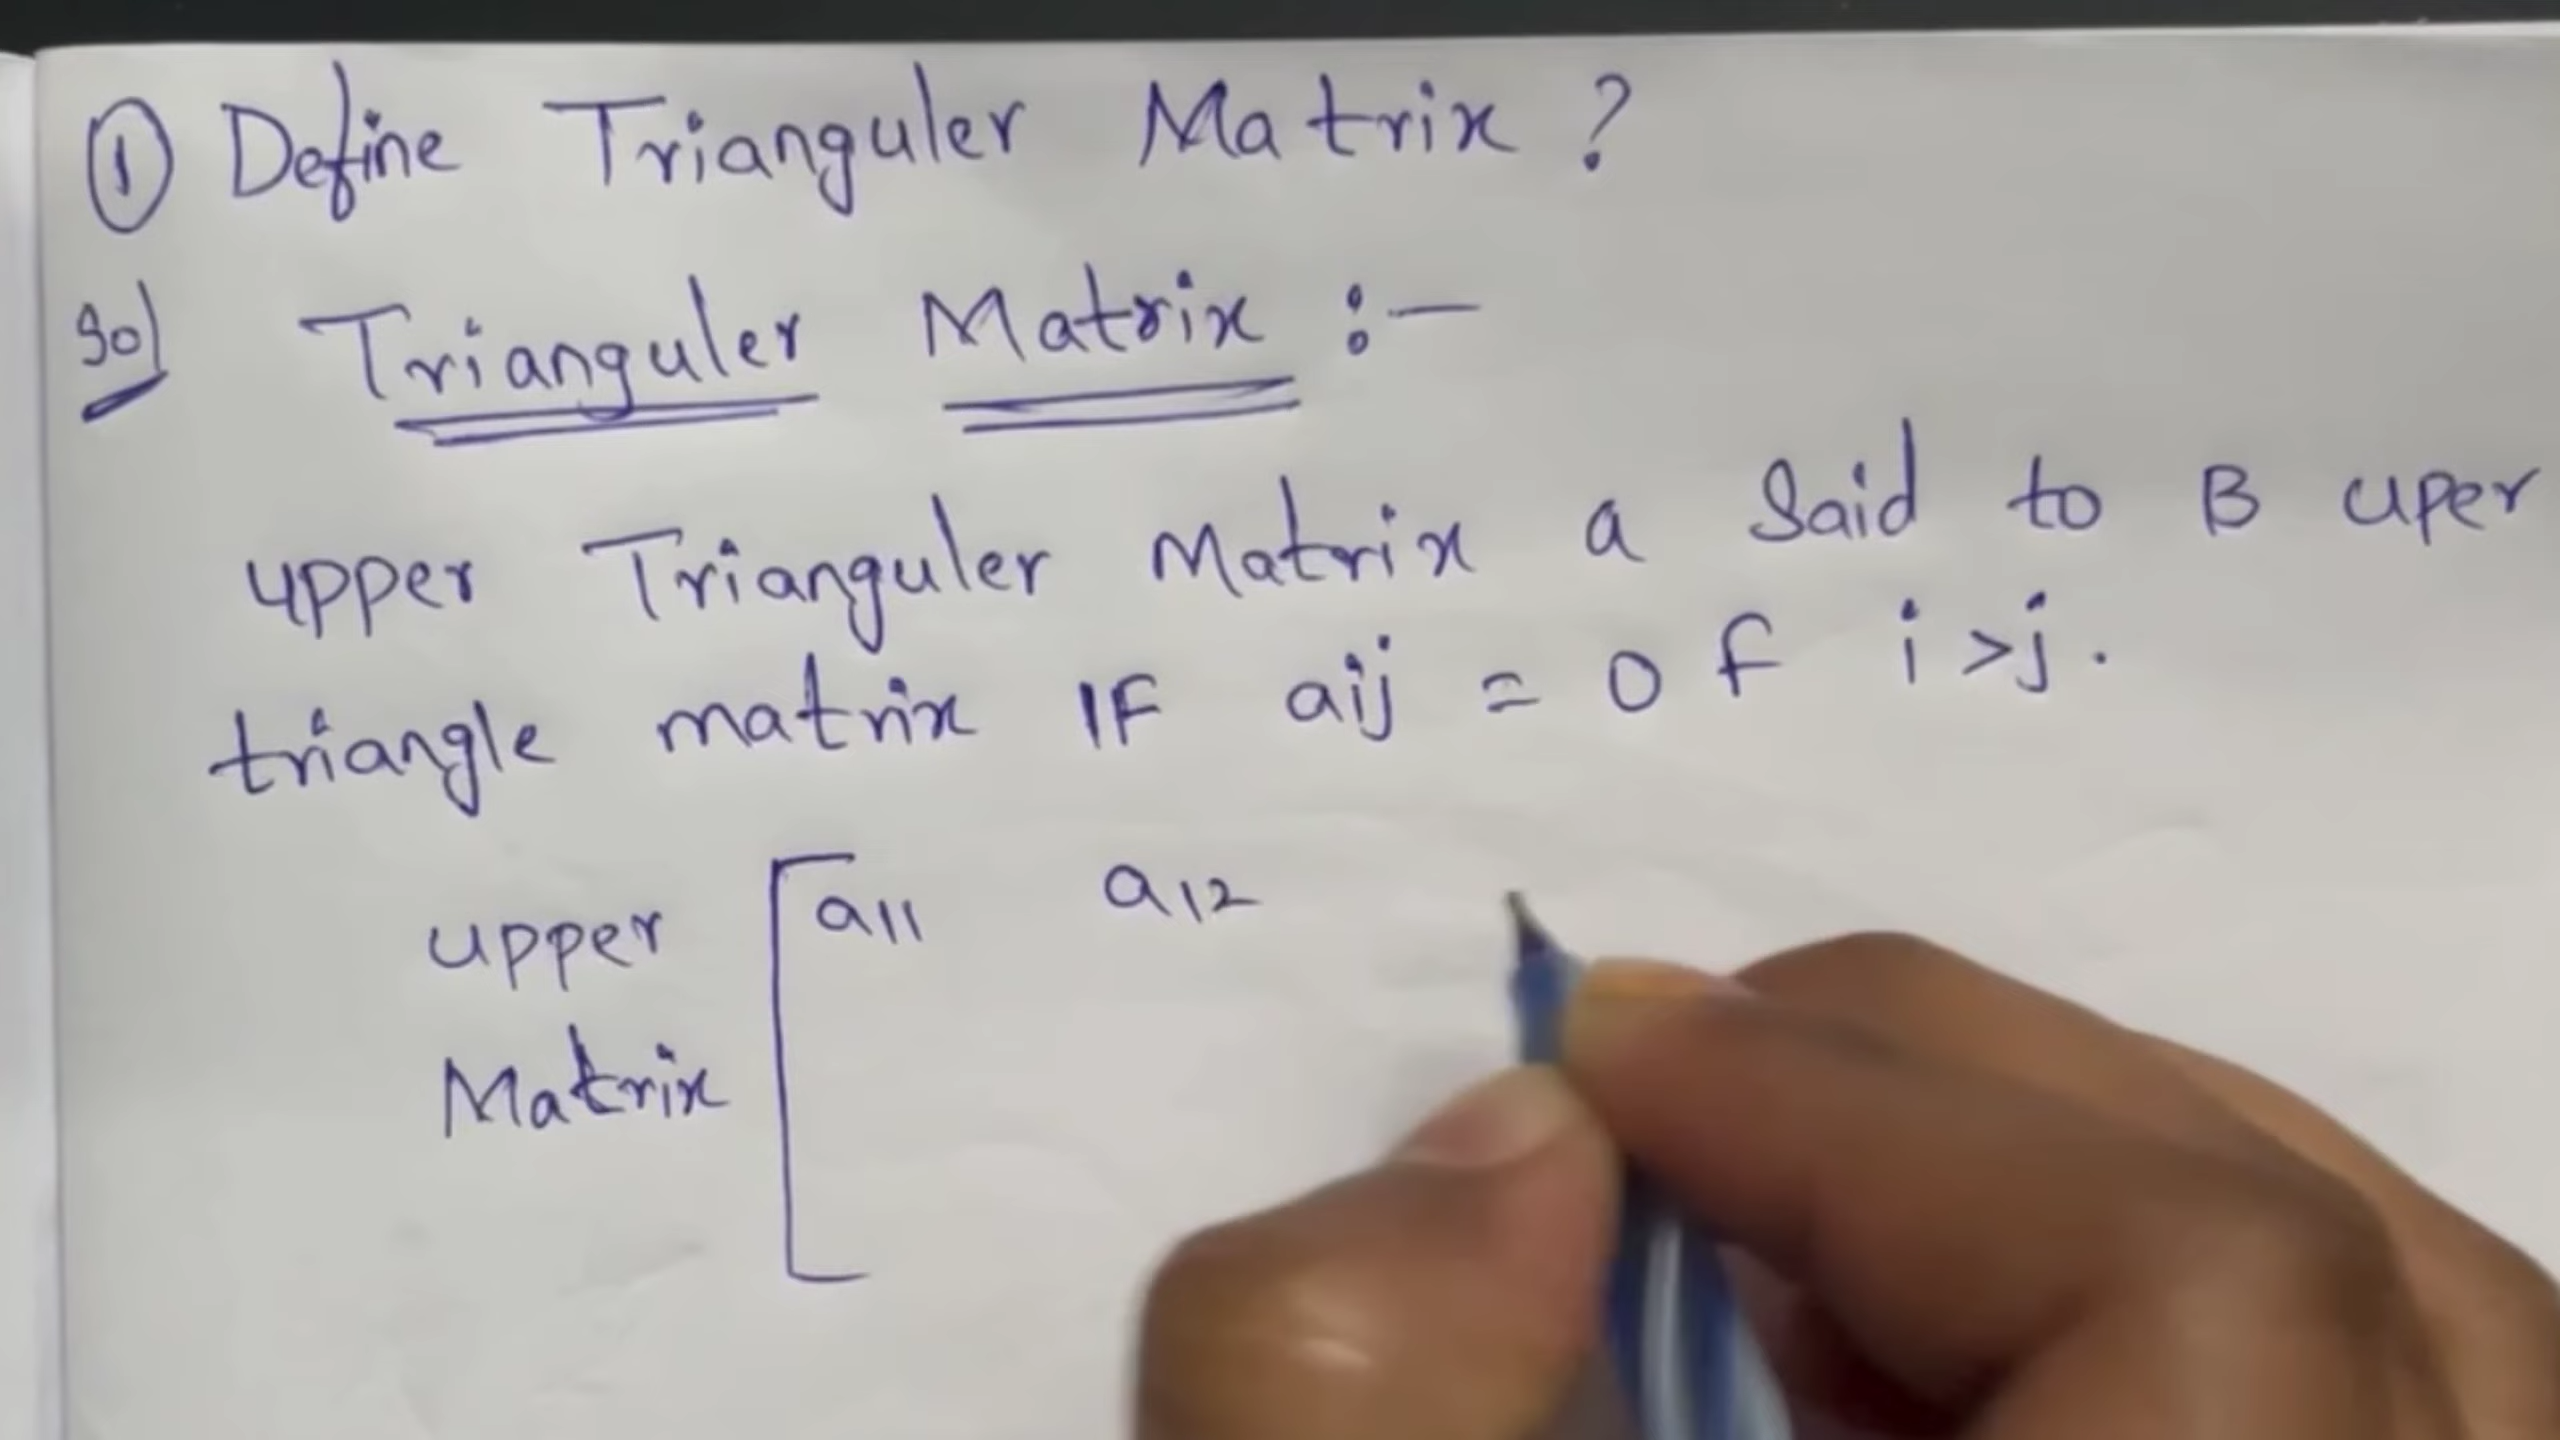 ① Define Trianguler Matrix ?
Sol Trianguler Matrix :-
upper Trianguler Matrix a Said to B uper
triangle matrix IF aij = 0 F i >j.
upper a11 a12
Matrix